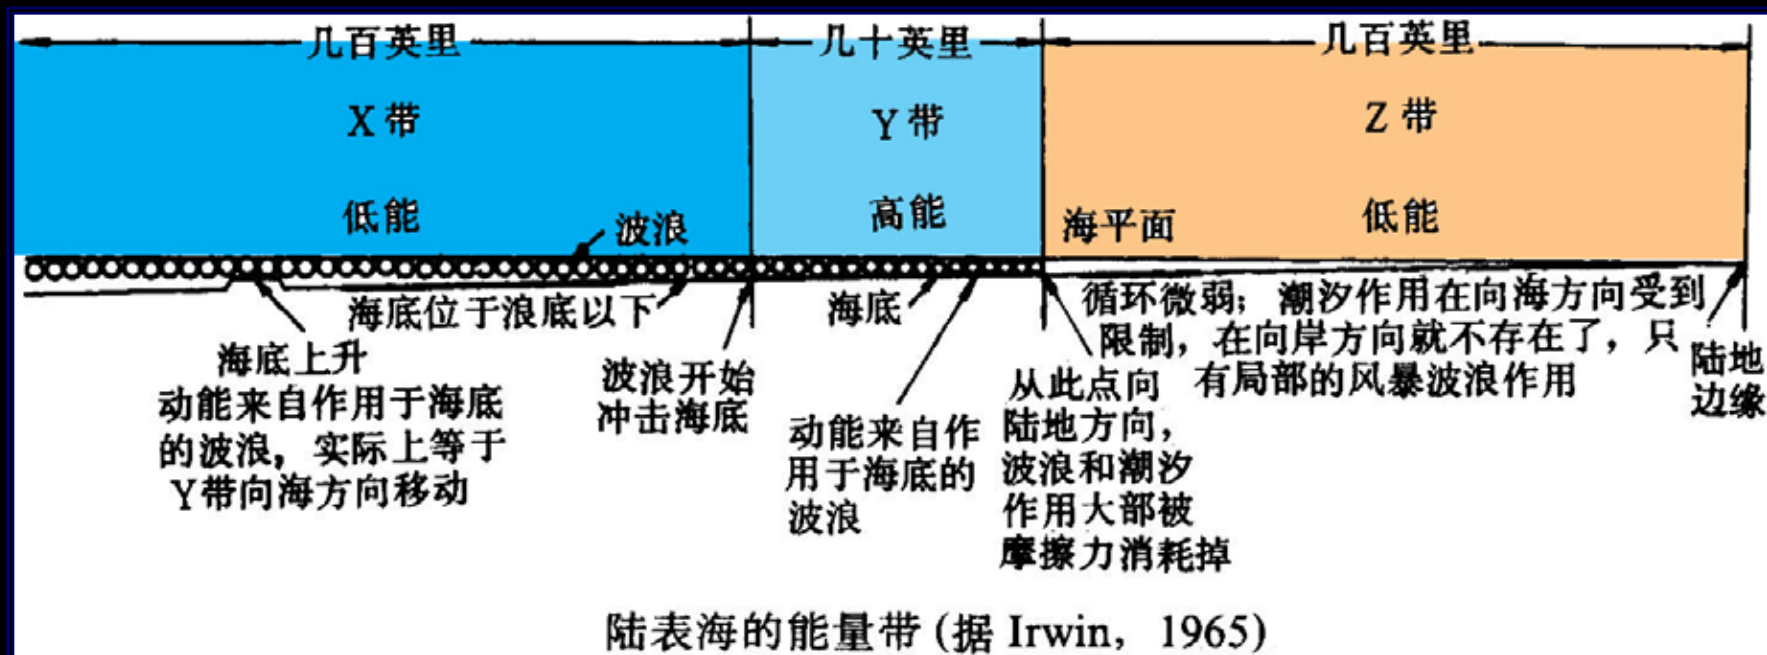 几百英里
几十英里
几百英里
X 带
Y 带
Z 带
低能
高能
低能
波浪
海平面
海底位于浪底以下
海底
循环微弱；潮汐作用在向海方向受到
限制，在向岸方向就不存在了，只
有局部的风暴波浪作用
海底上升
动能来自作用于海底
的波浪，实际上等于
Y带向海方向移动
波浪开始
冲击海底
动能来自作
用于海底的
波浪
从此点向
陆地方向，
波浪和潮汐
作用大部被
摩擦力消耗掉
陆地
边缘
陆表海的能量带 (据 Irwin，1965)